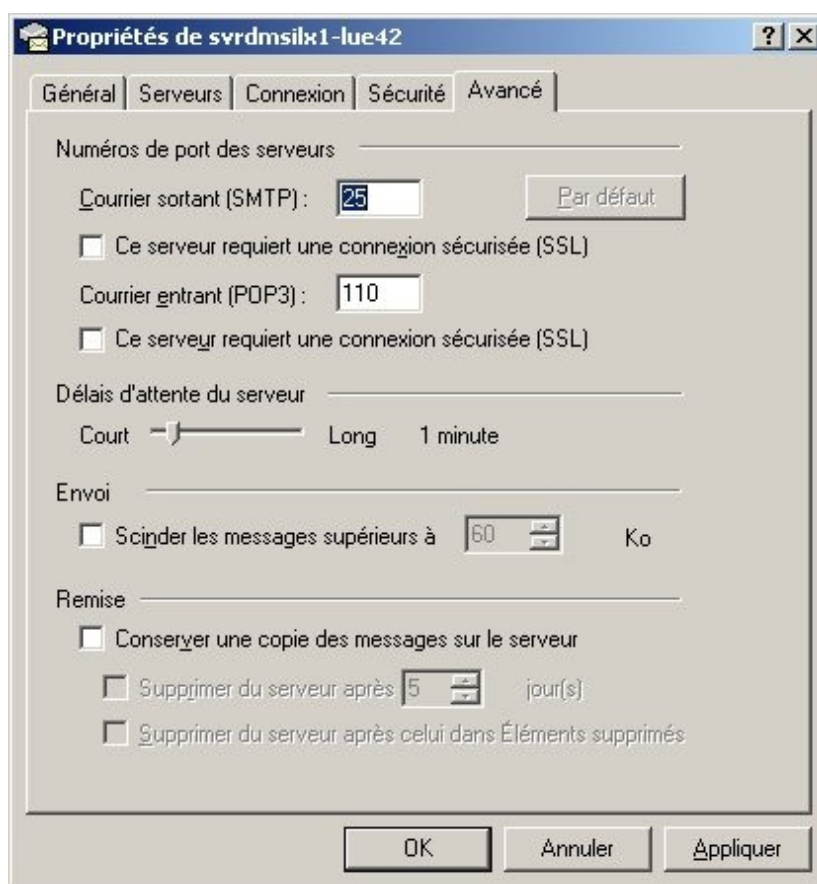 Propriétés de svrdmsilx1-lue42
Général Serveurs Connexion Sécurité Avancé
Numéros de port des serveurs
Courrier sortant (SMTP) : 25 Par défaut
Ce serveur requiert une connexion sécurisée (SSL)
Courrier entrant (POP3) : 110
Ce serveur requiert une connexion sécurisée (SSL)
Délais d'attente du serveur
Court Long 1 minute
Envoi
Scinder les messages supérieurs à 60 Ko
Remise
Conserver une copie des messages sur le serveur
Supprimer du serveur après 5 jour(s)
Supprimer du serveur après celui dans Éléments supprimés
OK Annuler Appliquer